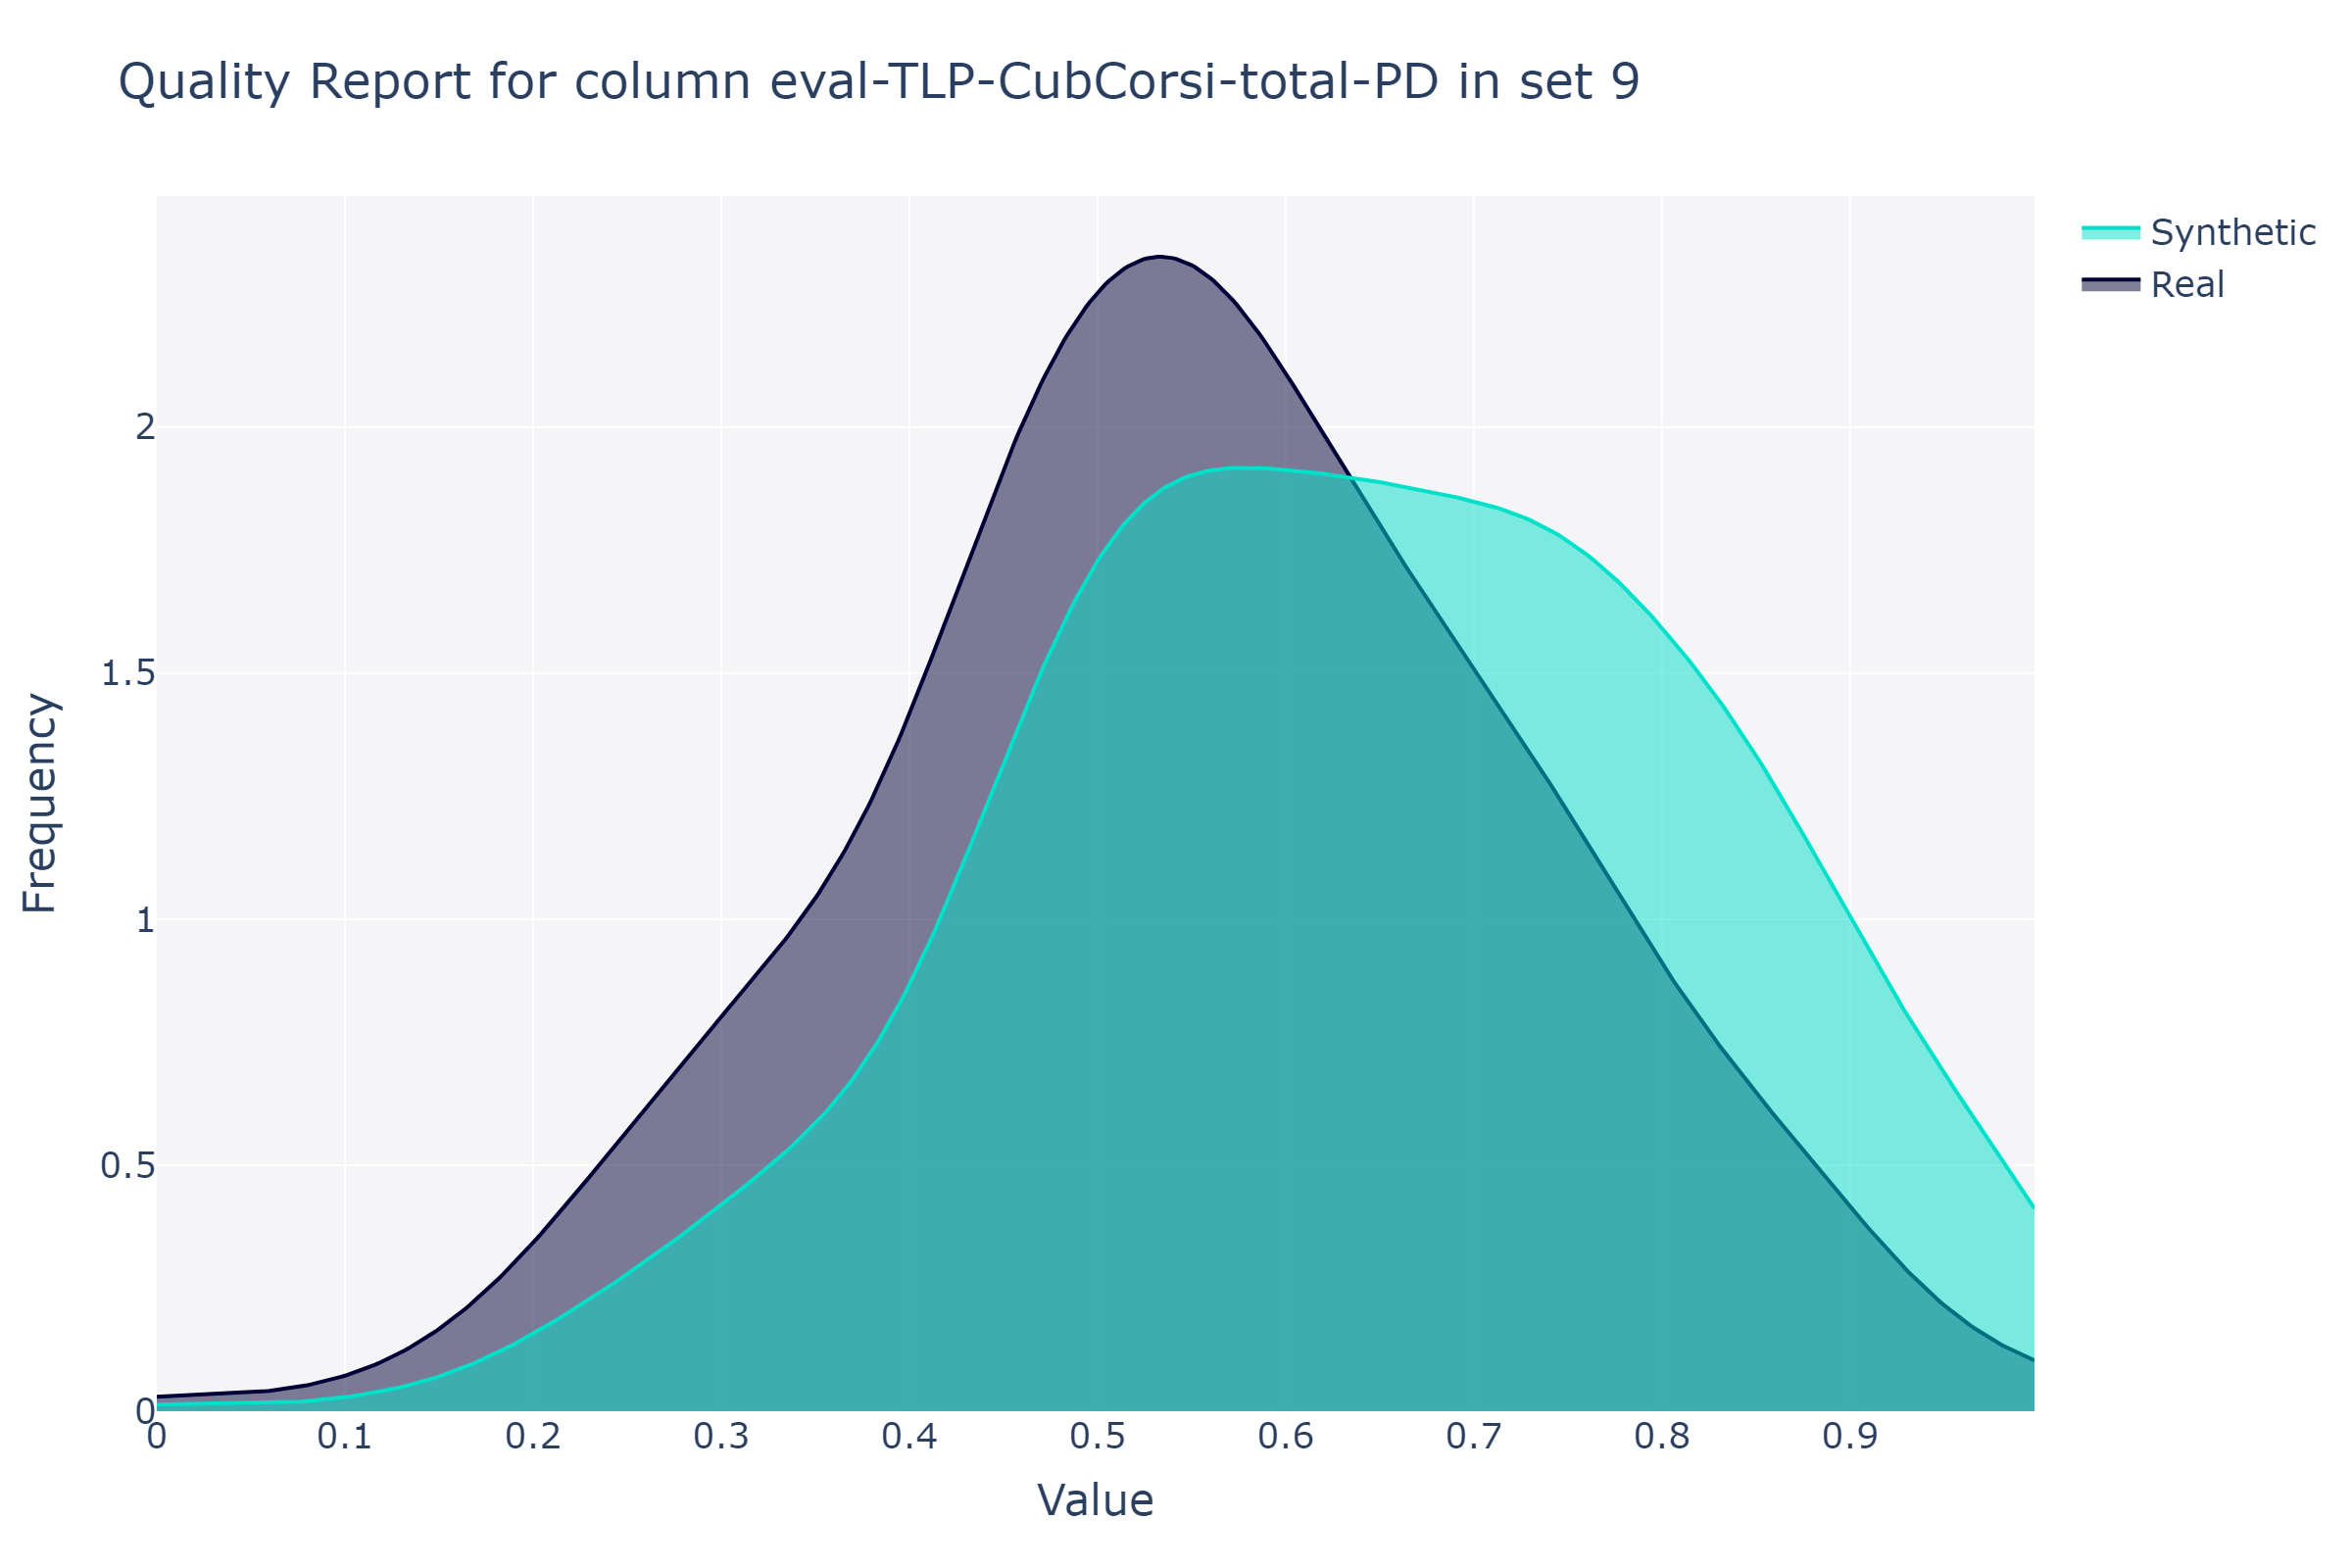 Quality Report for column eval-TLP-CubCorsi-total-PD in set 9
Synthetic
Real
Frequency
2
1.5
1
0.5
0
0 0.1 0.2 0.3 0.4 0.5 0.6 0.7 0.8 0.9
Value